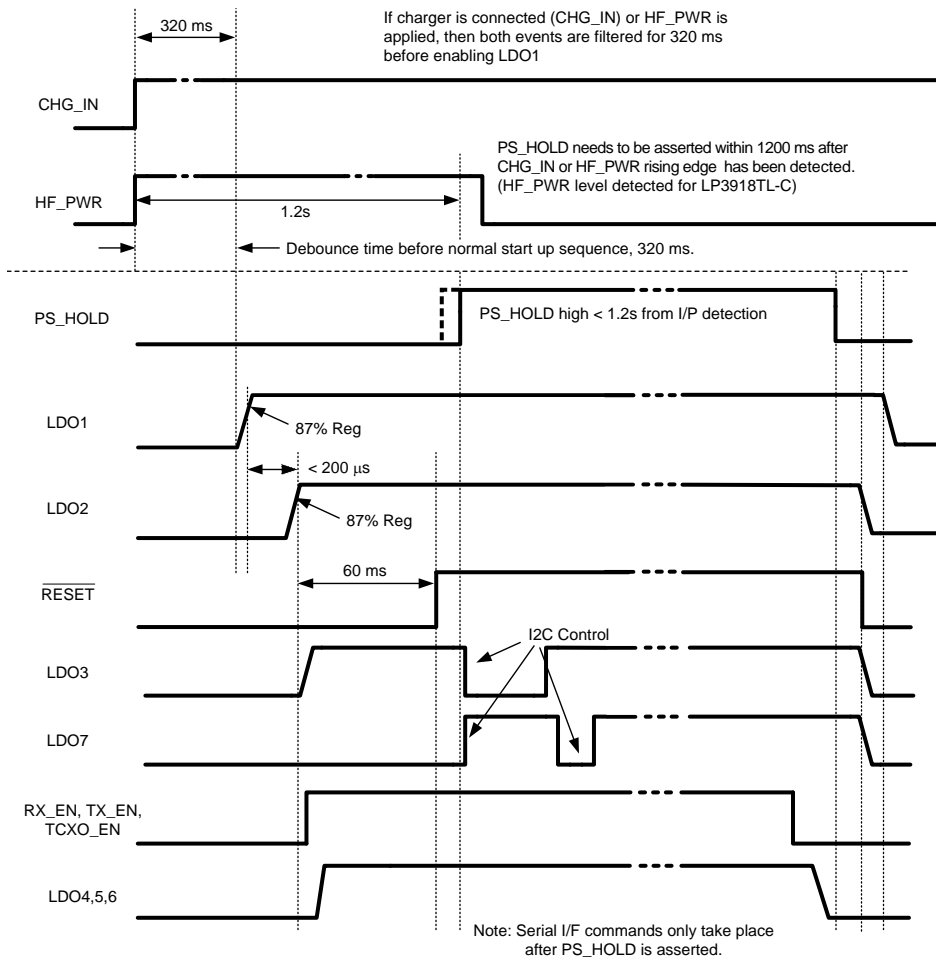 320 ms
If charger is connected (CHG_IN) or HF_PWR is
applied, then both events are filtered for 320 ms
before enabling LDO1
CHG_IN
PS_HOLD needs to be asserted within 1200 ms after
CHG_IN or HF_PWR rising edge has been detected.
(HF_PWR level detected for LP3918TL-C)
HF_PWR
1.2s
Debounce time before normal start up sequence, 320 ms.
PS_HOLD
PS_HOLD high < 1.2s from I/P detection
LDO1
87% Reg
< 200 μs
LDO2
87% Reg
60 ms
RESET
I2C Control
LDO3
LDO7
RX_EN, TX_EN,
TCXO_EN
LDO4,5,6
Note: Serial I/F commands only take place
after PS_HOLD is asserted.